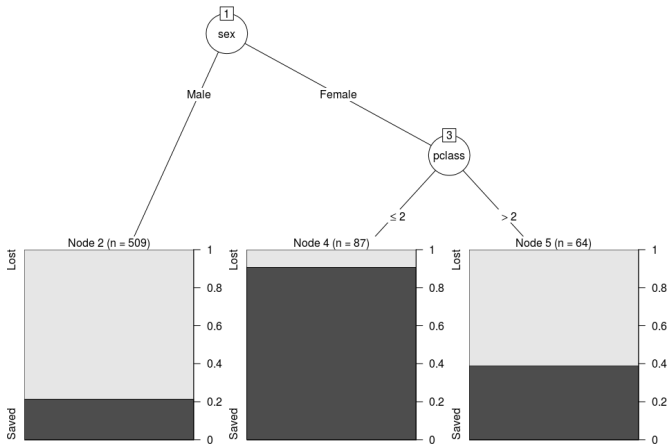 1
sex
Male
Female
3
pclass
≤ 2
> 2
Node 2 (n = 509)
Lost
Saved
1
0.8
0.6
0.4
0.2
0
Node 4 (n = 87)
Lost
Saved
1
0.8
0.6
0.4
0.2
0
Node 5 (n = 64)
Lost
Saved
1
0.8
0.6
0.4
0.2
0